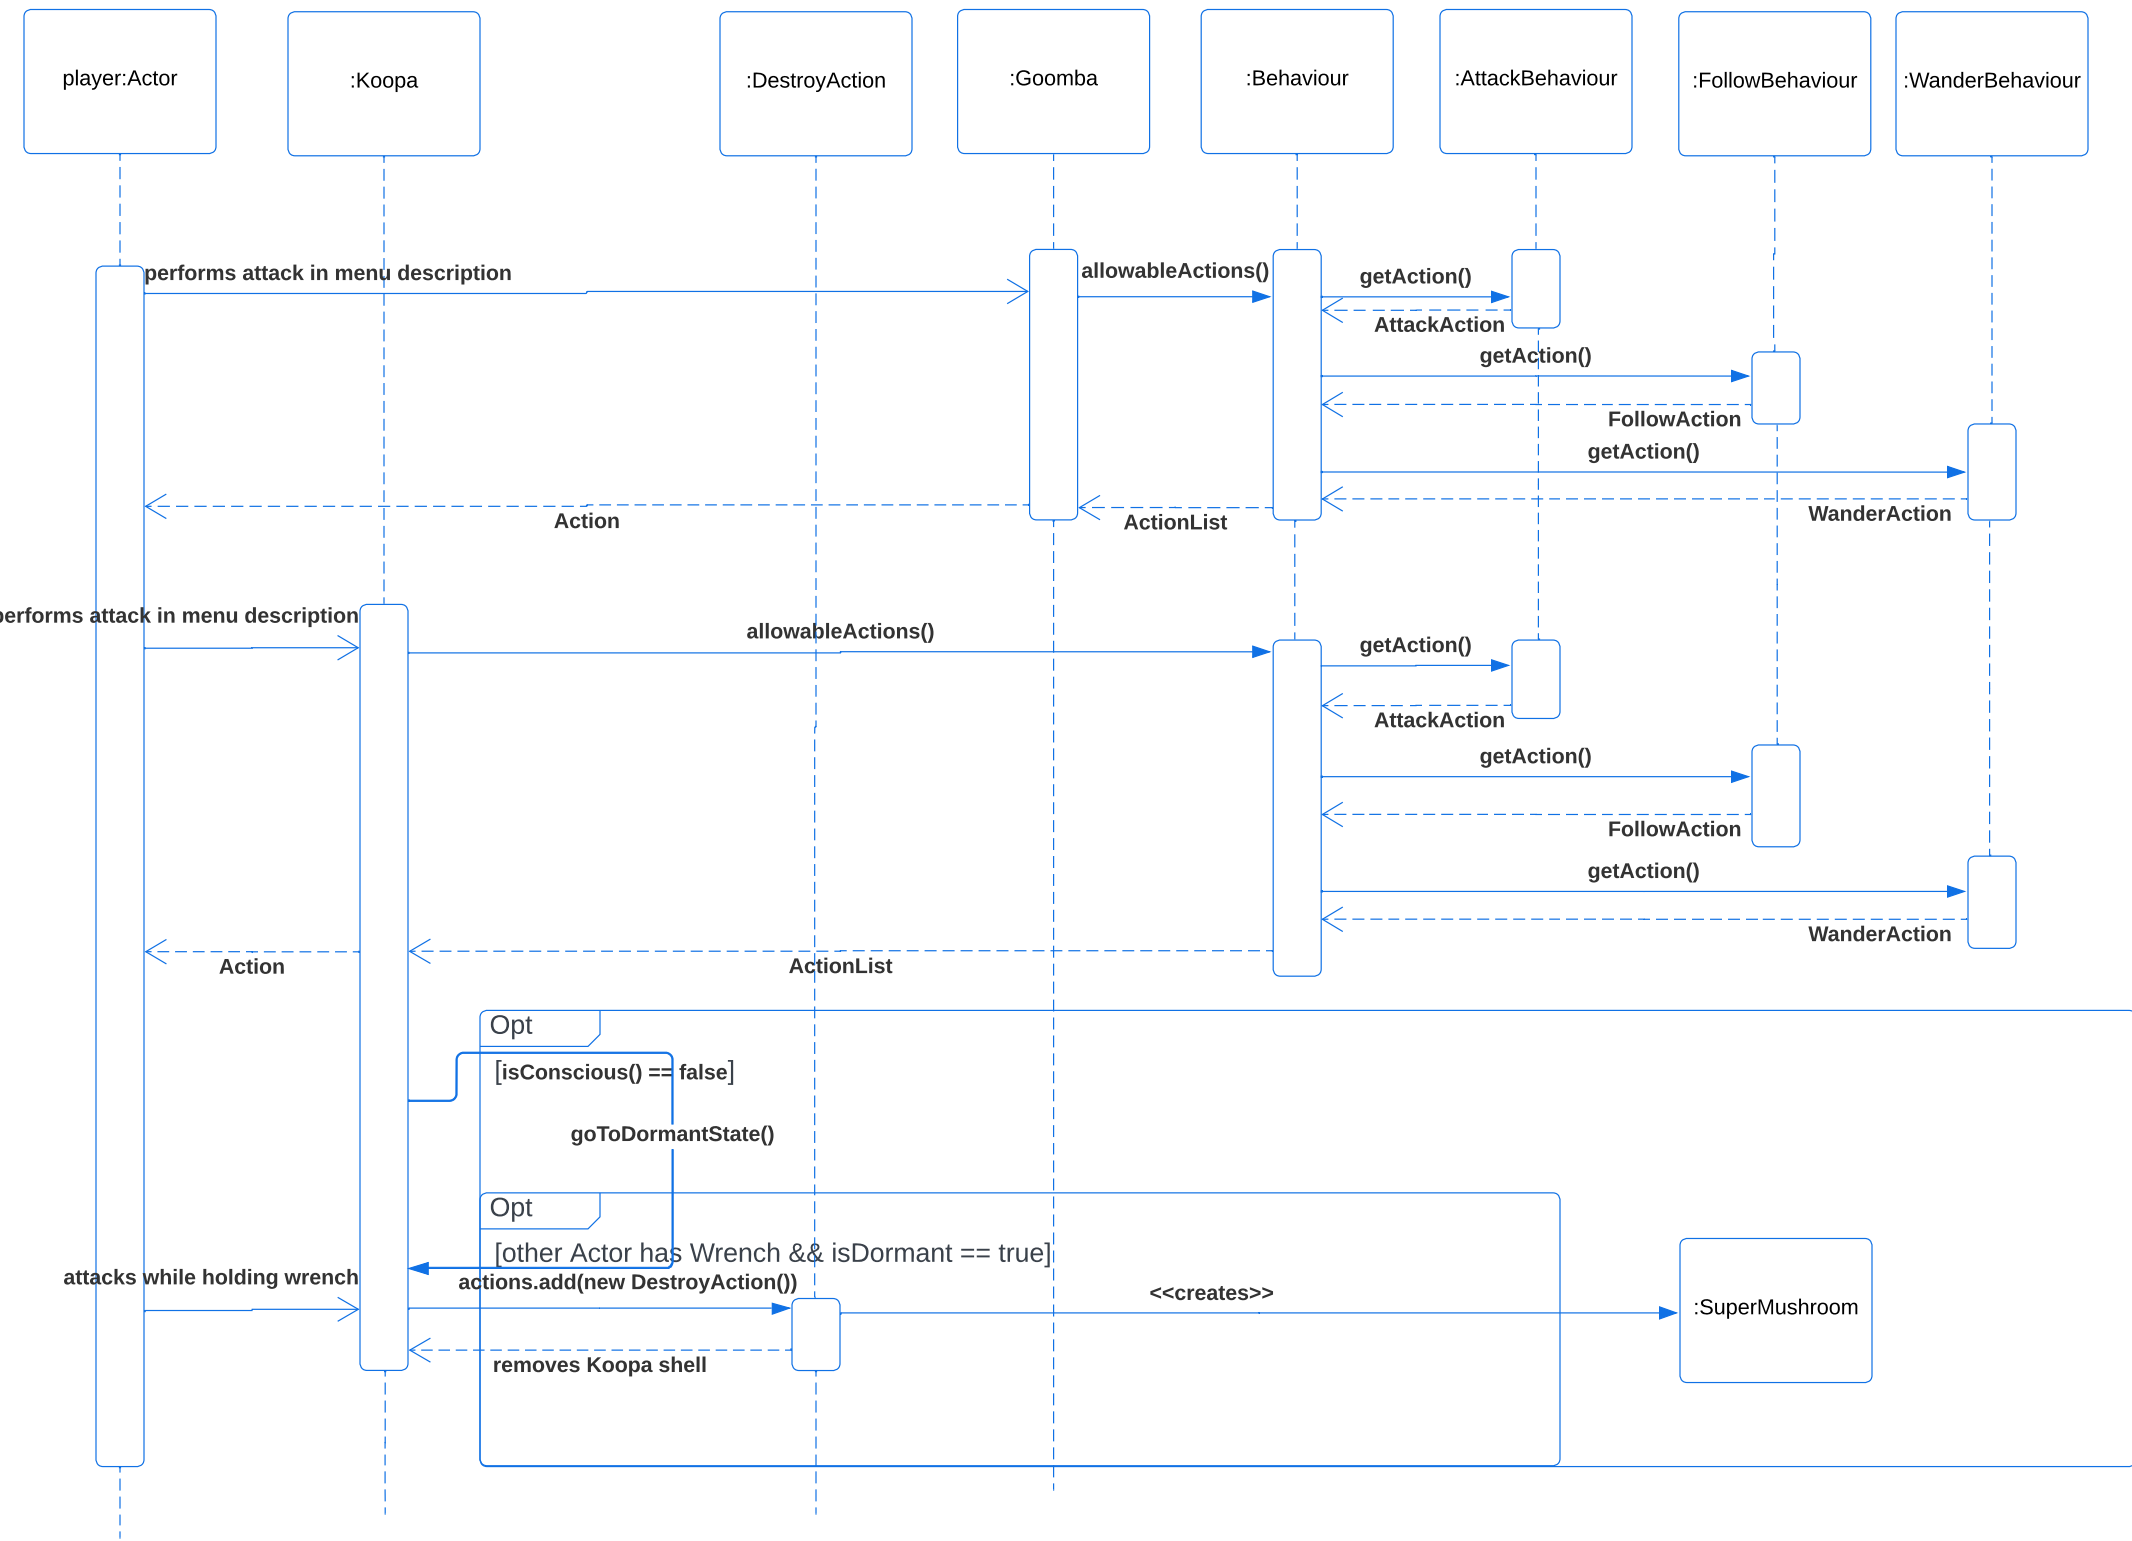 player:Actor
:Koopa
:DestroyAction
:Goomba
:Behaviour
:AttackBehaviour
:FollowBehaviour
:WanderBehaviour
performs attack in menu description
allowableActions()
getAction()
AttackAction
getAction()
FollowAction
getAction()
WanderAction
Action
ActionList
performs attack in menu description
allowableActions()
getAction()
AttackAction
getAction()
FollowAction
getAction()
WanderAction
Action
ActionList
Opt
[isConscious() == false]
goToDormantState()
Opt
[other Actor has Wrench && isDormant == true]
attacks while holding wrench
actions.add(new DestroyAction())
<<creates>>
:SuperMushroom
removes Koopa shell